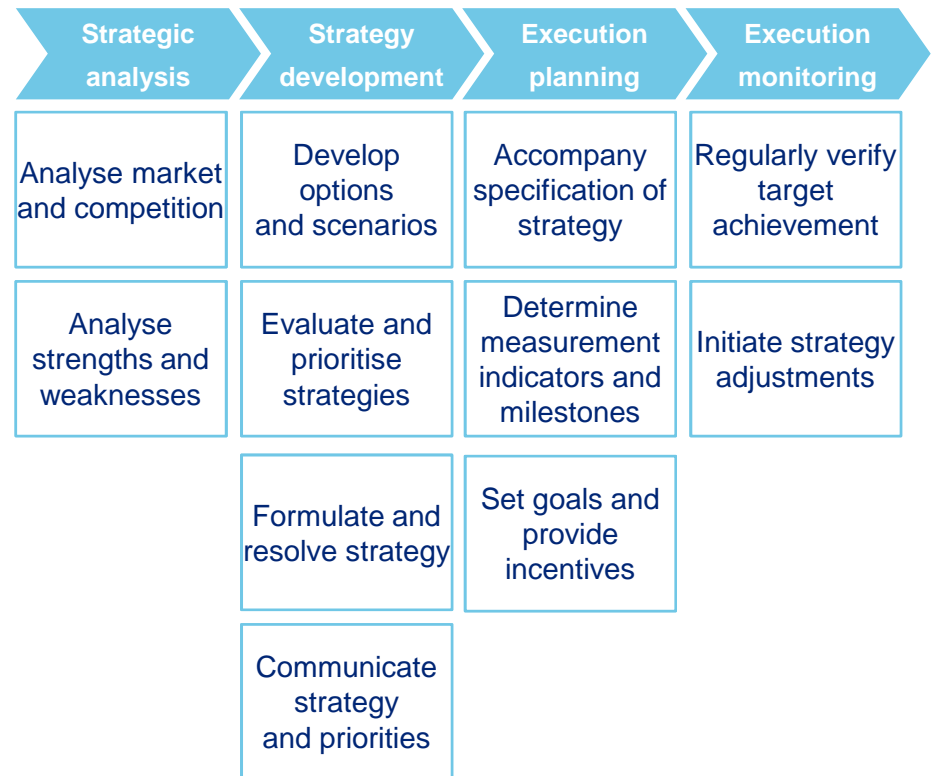 Strategic
analysis
Strategy
development
Execution
planning
Execution
monitoring
Analyse market
and competition
Analyse
strengths and
weaknesses
Develop
options
and scenarios
Evaluate and
prioritise
strategies
Formulate and
resolve strategy
Communicate
strategy
and priorities
Accompany
specification of
strategy
Determine
measurement
indicators and
milestones
Set goals and
provide
incentives
Regularly verify
target
achievement
Initiate strategy
adjustments